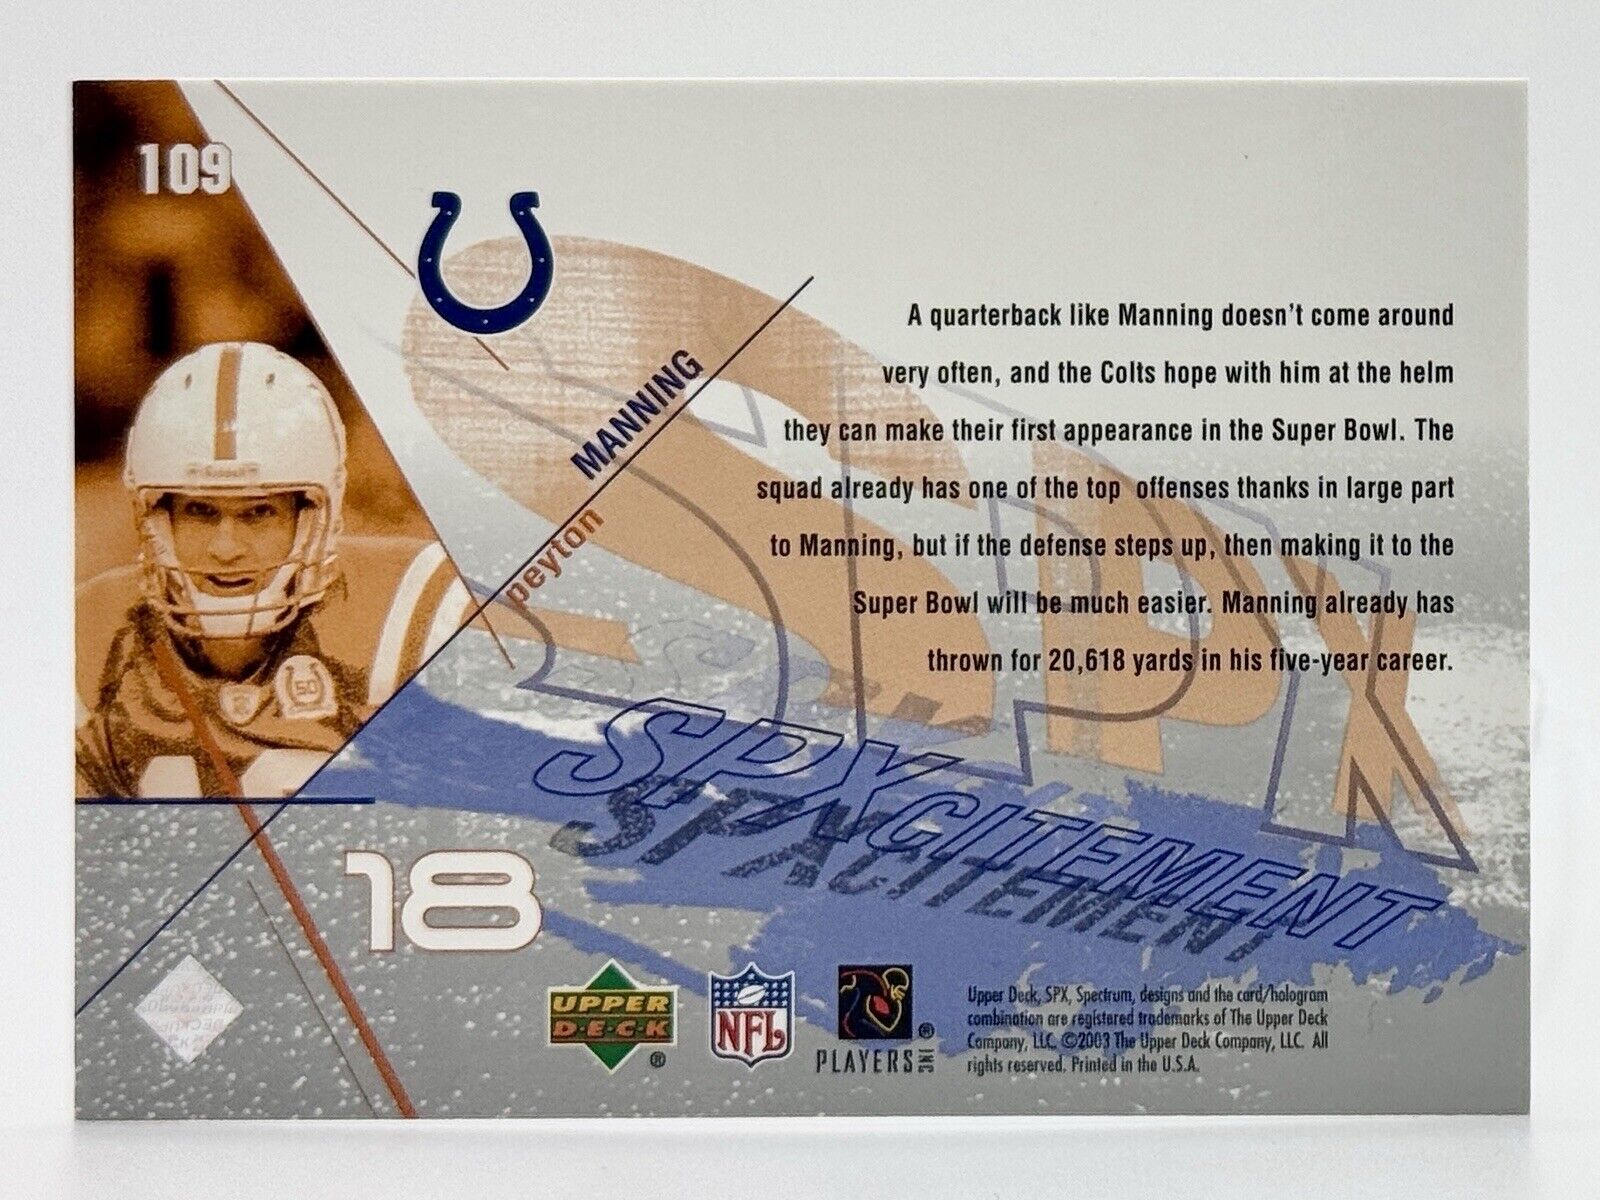 109
MANNING
peyton
A quarterback like Manning doesn't come around
very often, and the Colts hope with him at the helm
they can make their first appearance in the Super Bowl. The
squad already has one of the top offenses thanks in large part
to Manning, but if the defense steps up, then making it to the
Super Bowl will be much easier. Manning already has
thrown for 20,618 yards in his five-year career.
SPX
Riddell
50
SPXCITEMENT
SPXCITEMENT
18
UPPER
DECK
®
NFL
PLAYERS INC ®
Upper Deck, SPX, Spectrum, designs and the card/hologram
combination are registered trademarks of The Upper Deck
Company, LLC. ©2003 The Upper Deck Company, LLC. All
rights reserved. Printed in the U.S.A.